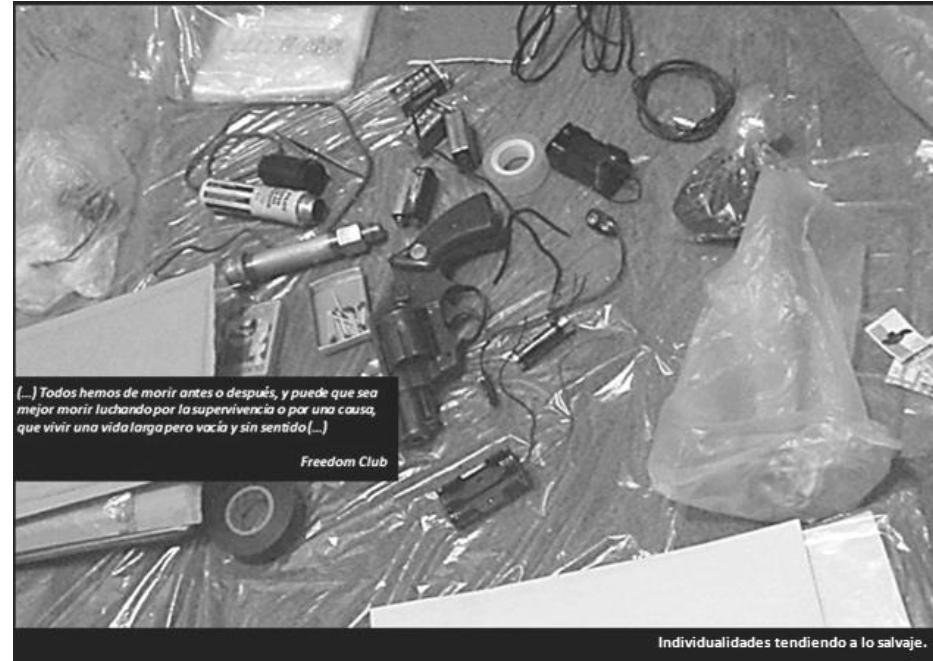 (...) Todos hemos de morir antes o después, y puede que sea
mejor morir luchando por la supervivencia o por una causa,
que vivir una vida larga pero vacía y sin sentido (...)
Freedom Club
Individualidades tendiendo a lo salvaje.